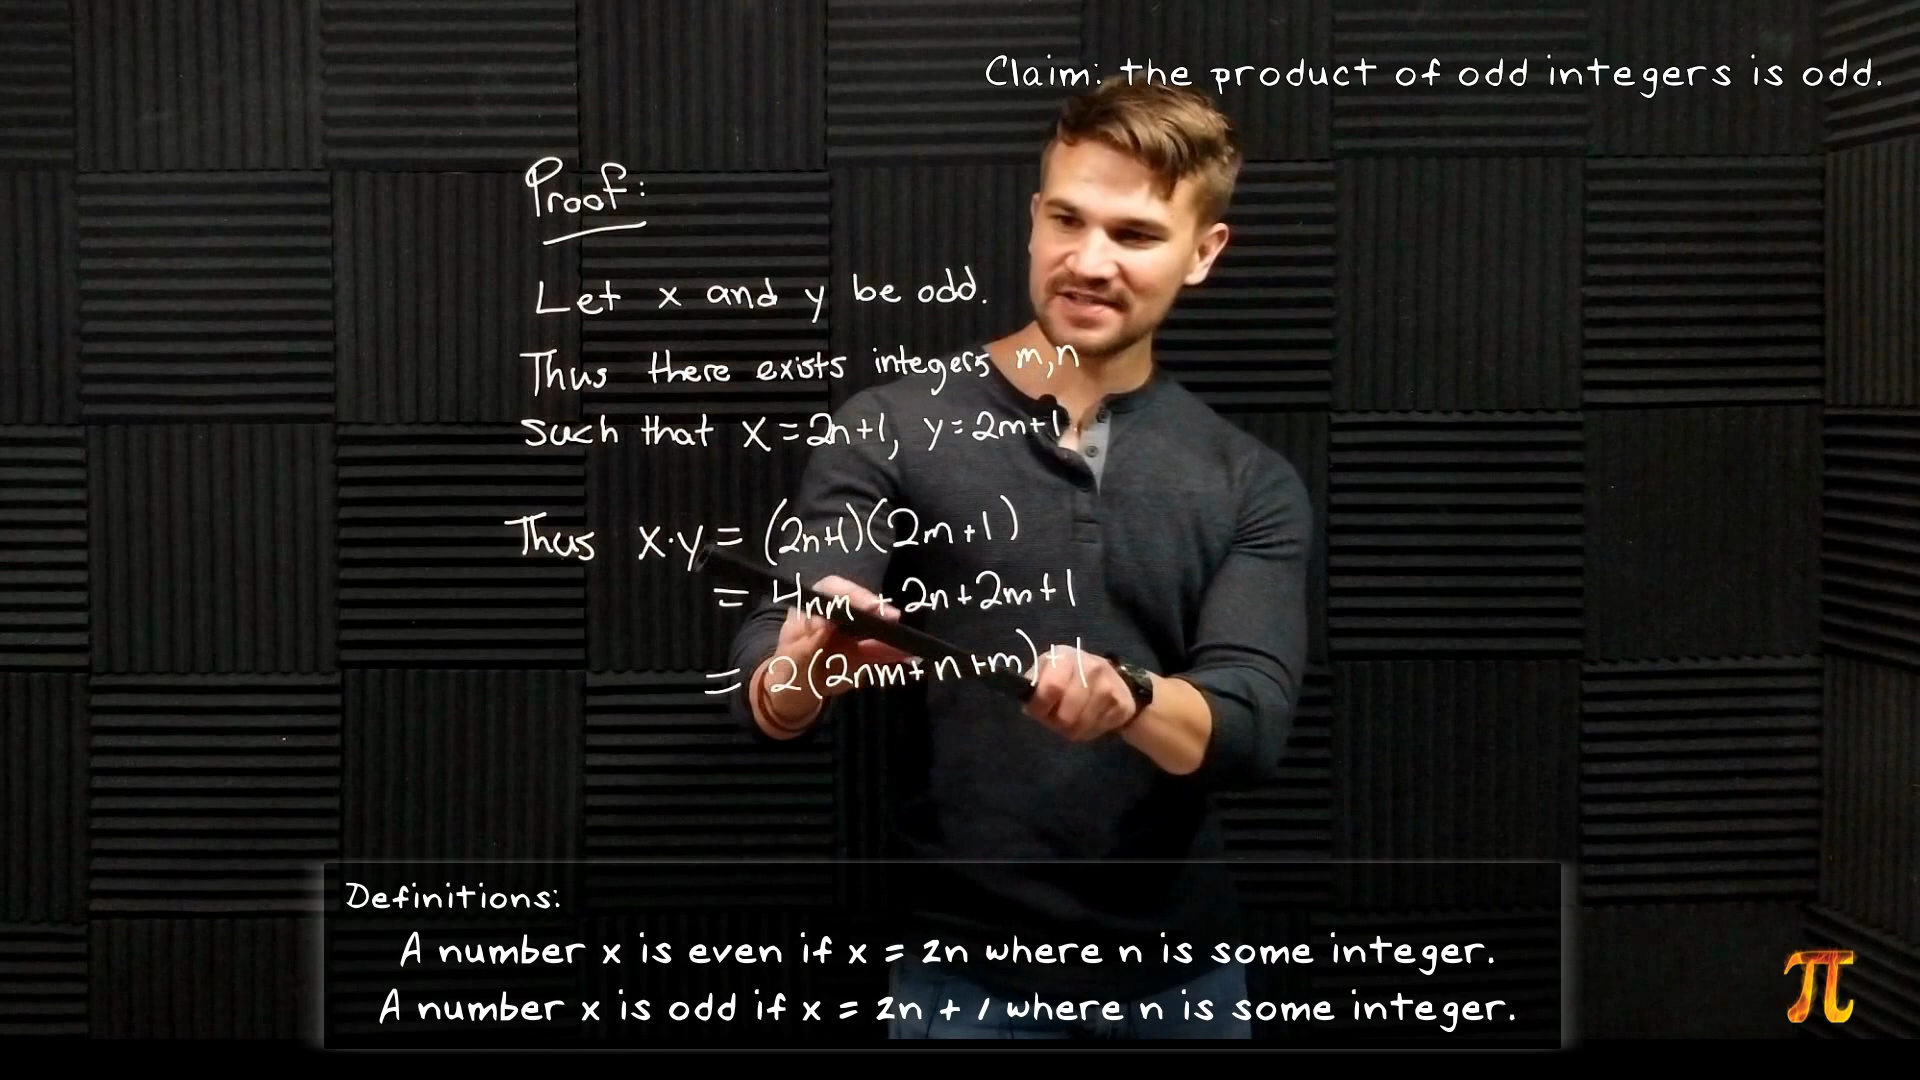 Claim: the product of odd integers is odd.
Proof:
Let x and y be odd.
Thus there exists integers m,n
such that x=2n+1, y=2m+1.
Thus x·y = (2n+1)(2m+1)
= 4nm + 2n+2m+1
= 2(2nm+n+m)+1
Definitions:
A number x is even if x = 2n where n is some integer.
A number x is odd if x = 2n + 1 where n is some integer.
π